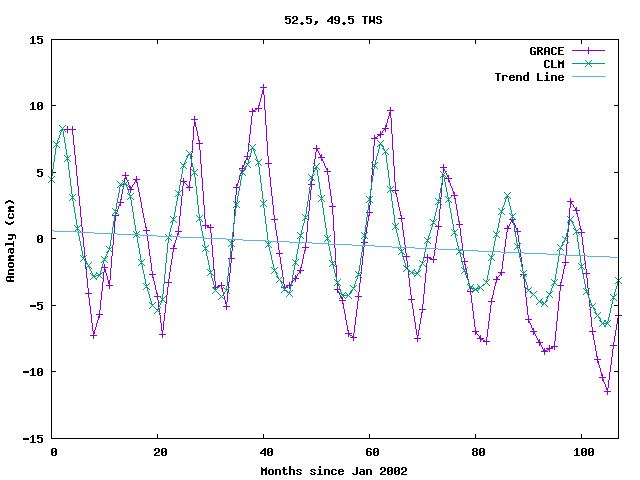 52.5, 49.5 TWS
15
10
5
0
-5
-10
-15
Anomaly (cm)
GRACE
CLM
Trend Line
0 20 40 60 80 100
Months since Jan 2002